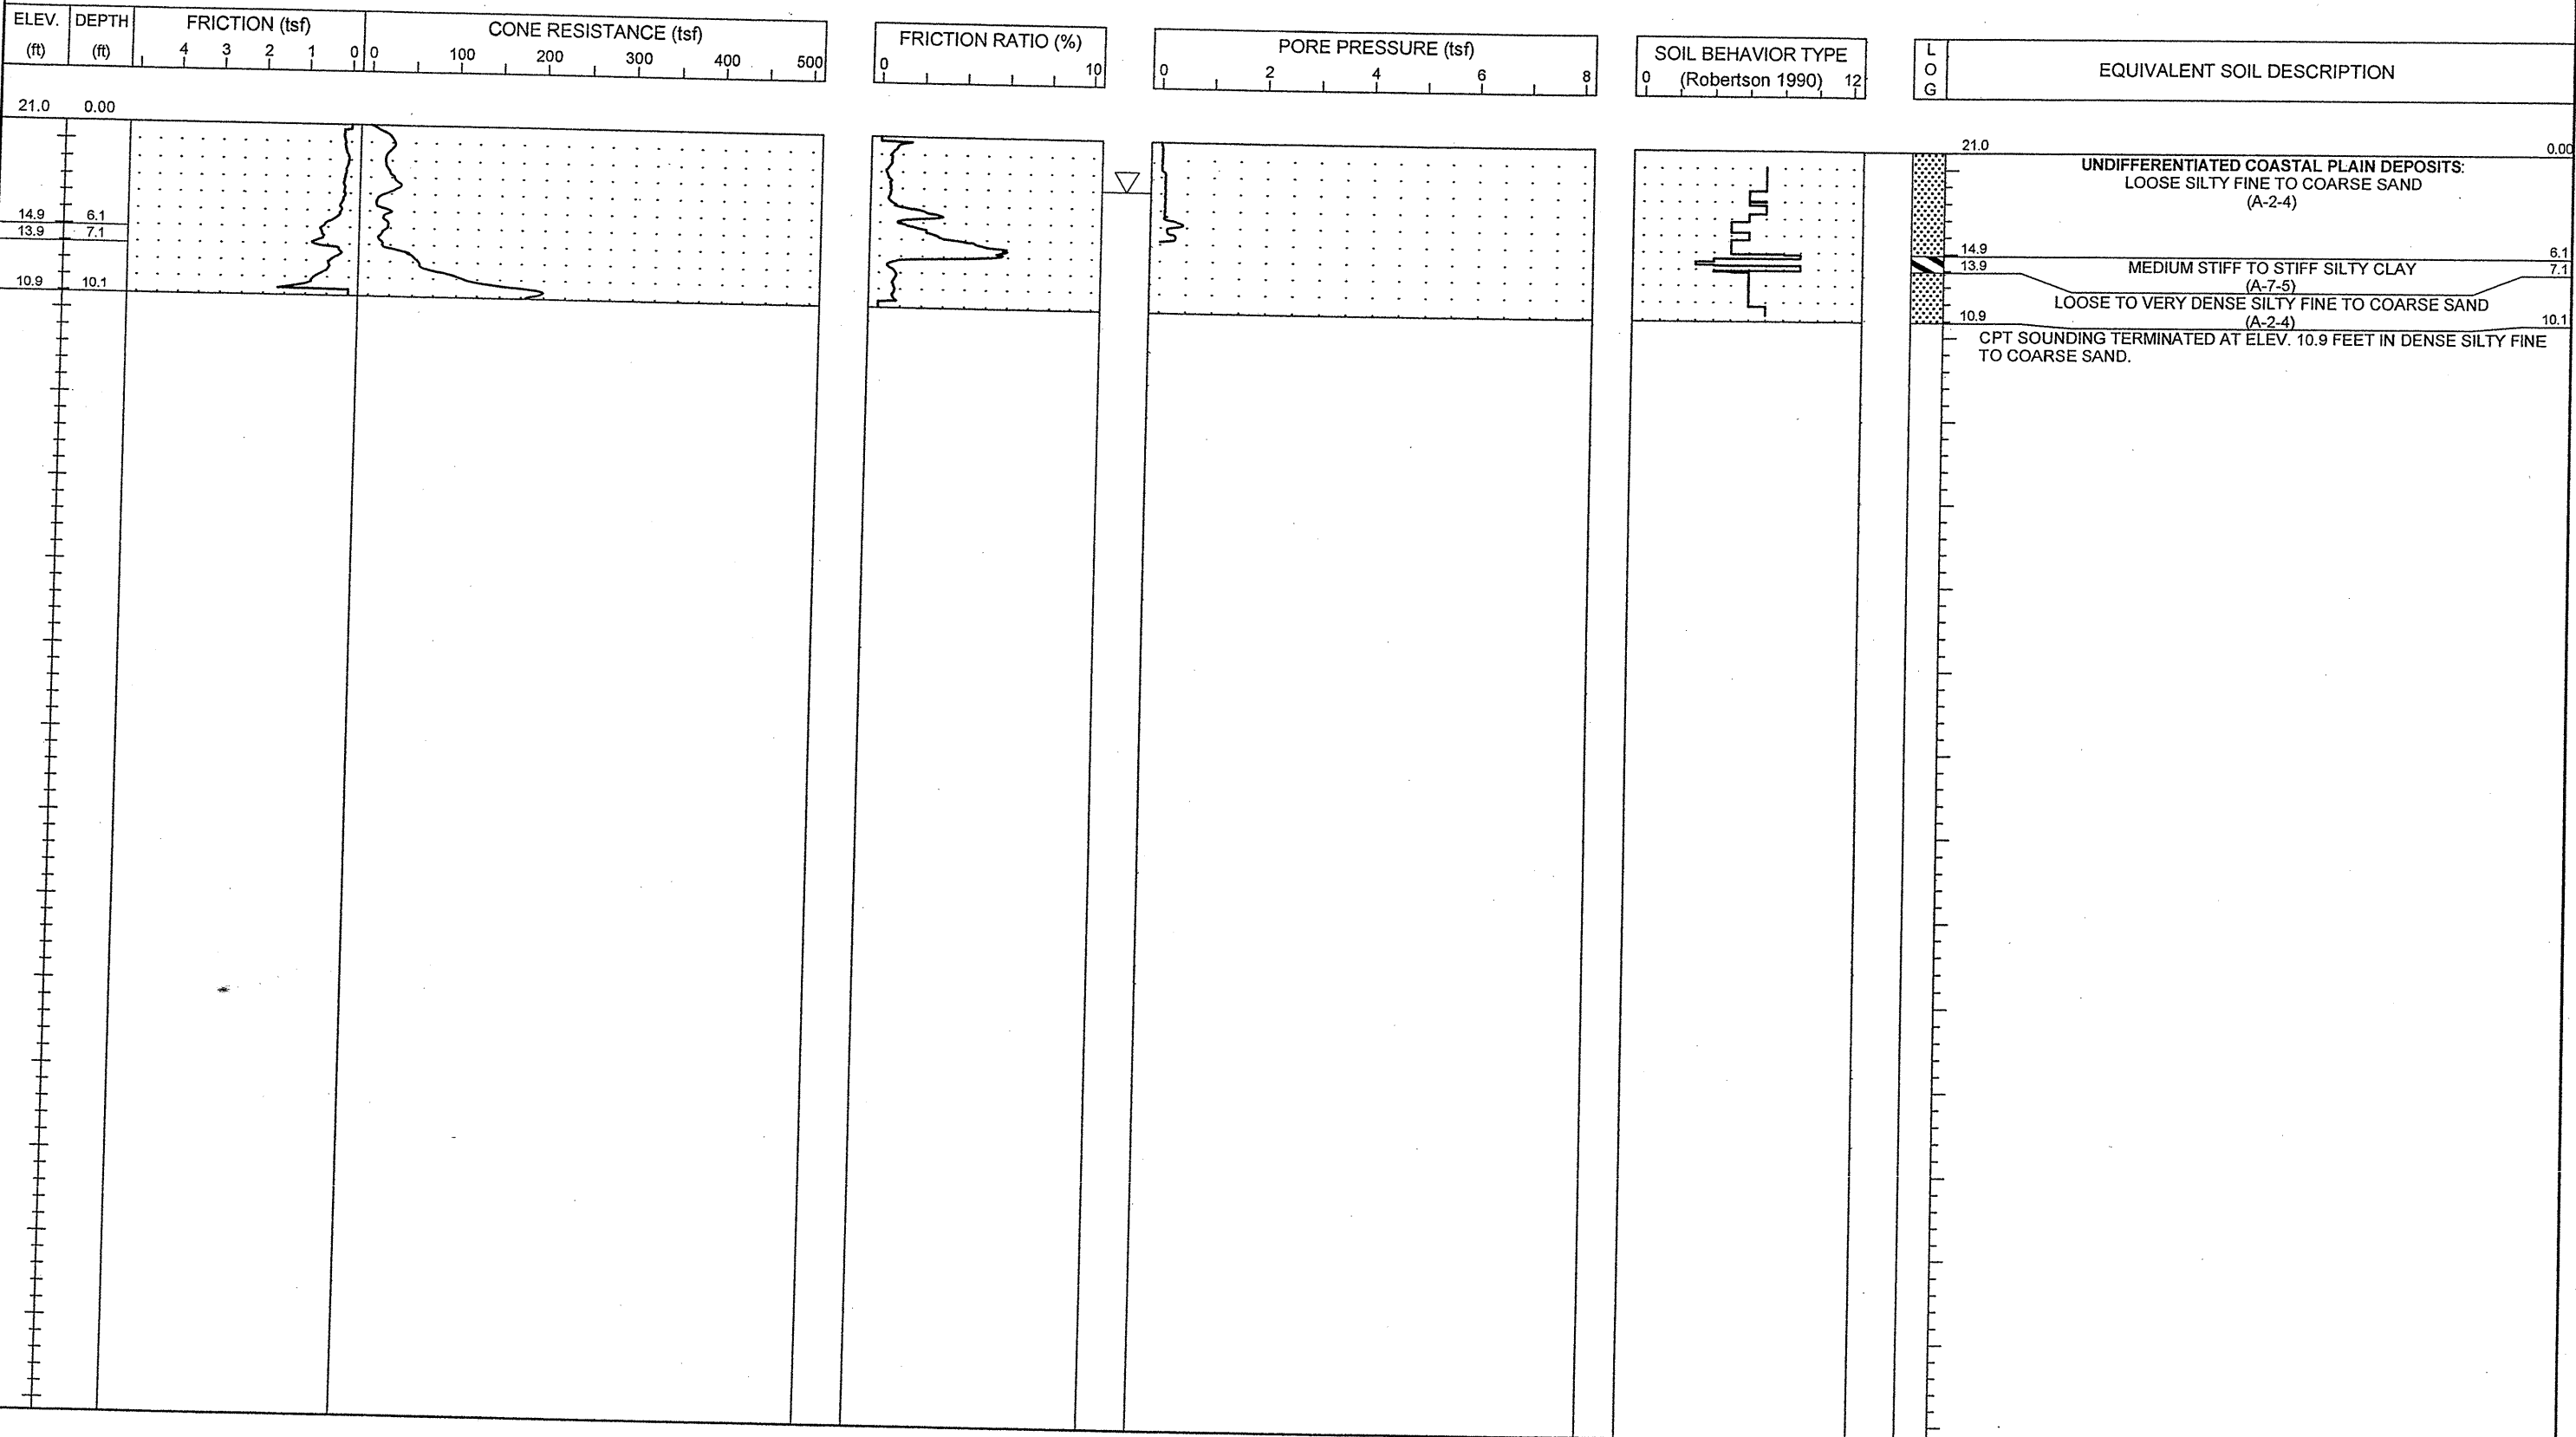 ELEV. DEPTH FRICTION (tsf) CONE RESISTANCE (tsf) FRICTION RATIO (%) PORE PRESSURE (tsf) SOIL BEHAVIOR TYPE L
(ft) (ft) 4 3 2 1 0 0 100 200 300 400 500 0 10 0 2 4 6 8 (Robertson 1990) O EQUIVALENT SOIL DESCRIPTION
0 12 G
21.0 0.00
21.0 0.00
UNDIFFERENTIATED COASTAL PLAIN DEPOSITS:
LOOSE SILTY FINE TO COARSE SAND
(A-2-4)
14.9 6.1
14.9 6.1
13.9 7.1
13.9 MEDIUM STIFF TO STIFF SILTY CLAY 7.1
(A-7-5)
LOOSE TO VERY DENSE SILTY FINE TO COARSE SAND
10.9 10.1
10.9 (A-2-4) 10.1
CPT SOUNDING TERMINATED AT ELEV. 10.9 FEET IN DENSE SILTY FINE
TO COARSE SAND.